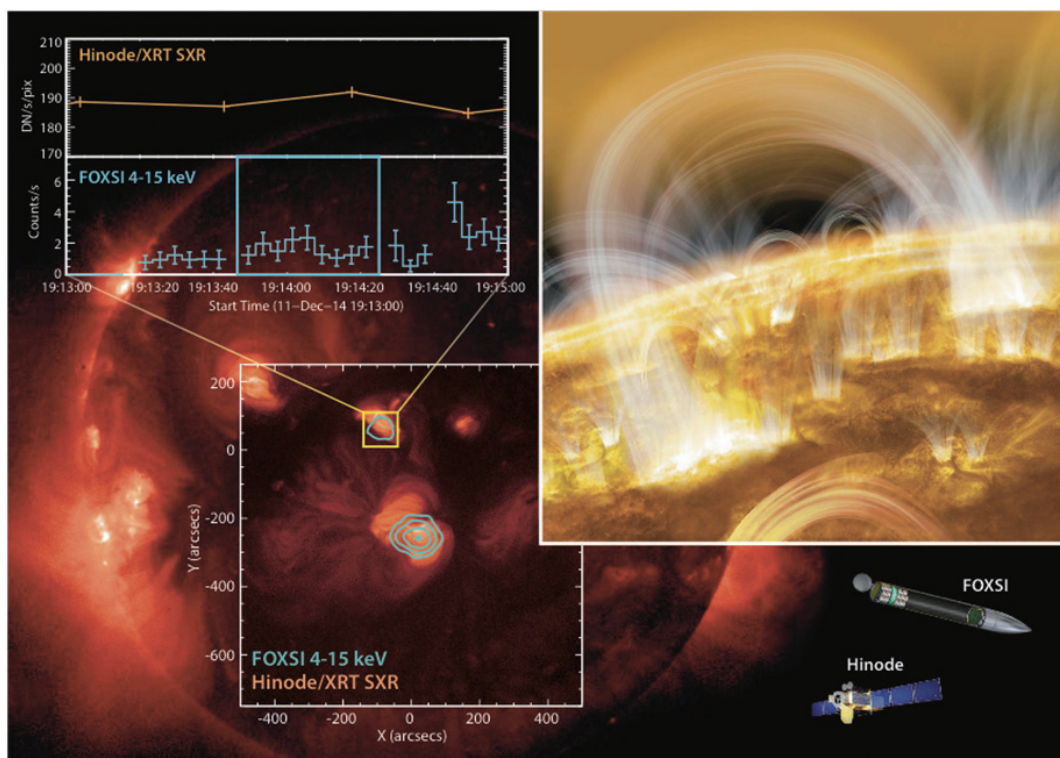 Hinode/XRT SXR
210
200
190
180
170
DN/s/pix
FOXSI 4-15 keV
6
4
2
0
Counts/s
19:13:00 19:13:20 19:13:40 19:14:00 19:14:20 19:14:40 19:15:00
Start Time (11–Dec–14 19:13:00)
200
0
-200
-400
-600
Y (arcsecs)
FOXSI 4-15 keV
Hinode/XRT SXR
-400 -200 0 200 400
X (arcsecs)
FOXSI
Hinode